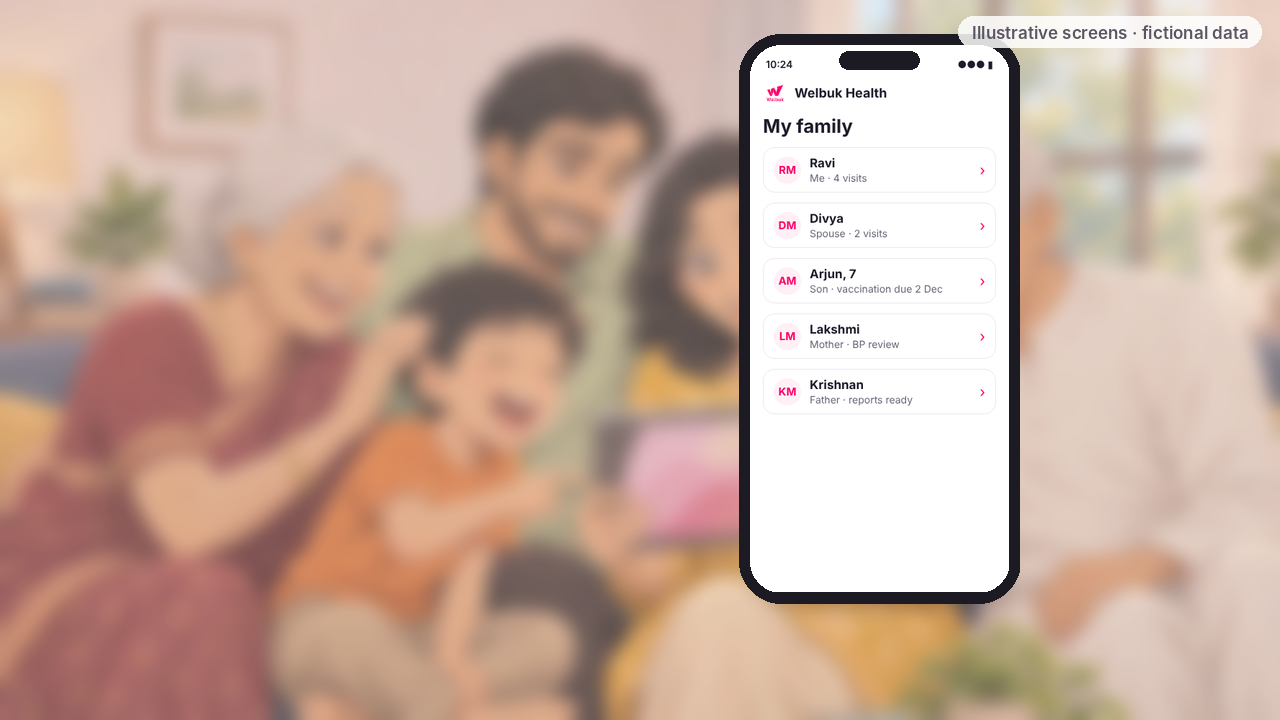 Illustrative screens · fictional data
10:24
Welbuk
Welbuk Health
My family
RM
Ravi
Me · 4 visits
DM
Divya
Spouse · 2 visits
AM
Arjun, 7
Son · vaccination due 2 Dec
LM
Lakshmi
Mother · BP review
KM
Krishnan
Father · reports ready